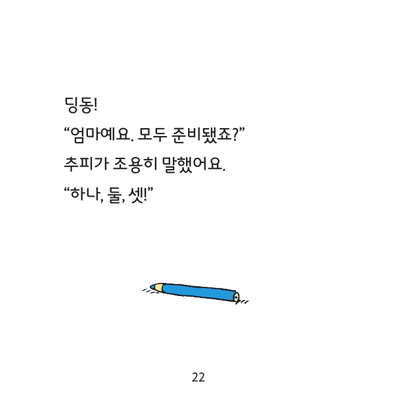 딩동!
“엄마예요. 모두 준비됐죠?”
추피가 조용히 말했어요.
“하나, 둘, 셋!”
22